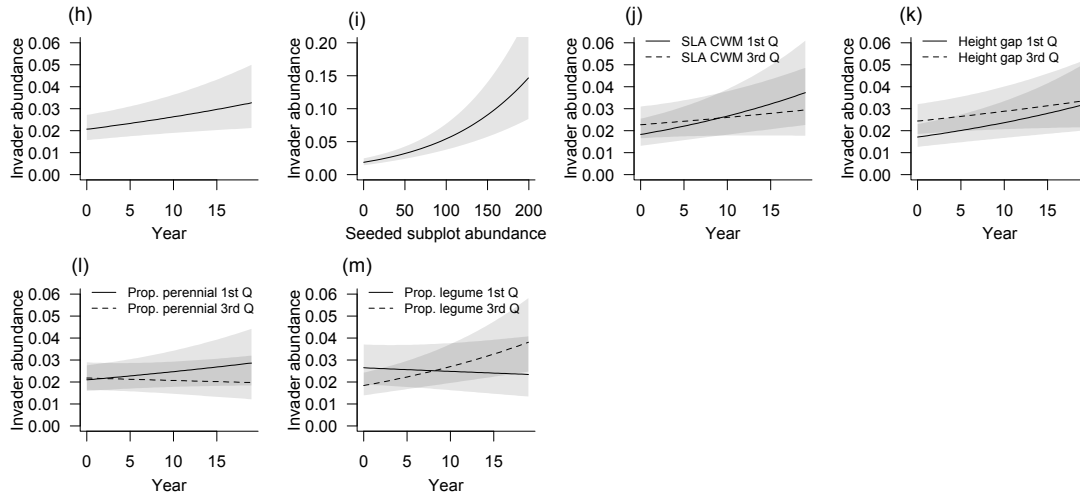 (h)
Invader abundance
0.06
0.05
0.04
0.03
0.02
0.01
0.00
0 5 10 15
Year
(i)
Invader abundance
0.20
0.15
0.10
0.05
0.00
0 50 100 150 200
Seeded subplot abundance
(j)
SLA CWM 1st Q
SLA CWM 3rd Q
Invader abundance
0.06
0.05
0.04
0.03
0.02
0.01
0.00
0 5 10 15
Year
(k)
Height gap 1st Q
Height gap 3rd Q
Invader abundance
0.06
0.05
0.04
0.03
0.02
0.01
0.00
0 5 10 15
Year
(l)
Prop. perennial 1st Q
Prop. perennial 3rd Q
Invader abundance
0.06
0.05
0.04
0.03
0.02
0.01
0.00
0 5 10 15
Year
(m)
Prop. legume 1st Q
Prop. legume 3rd Q
Invader abundance
0.06
0.05
0.04
0.03
0.02
0.01
0.00
0 5 10 15
Year